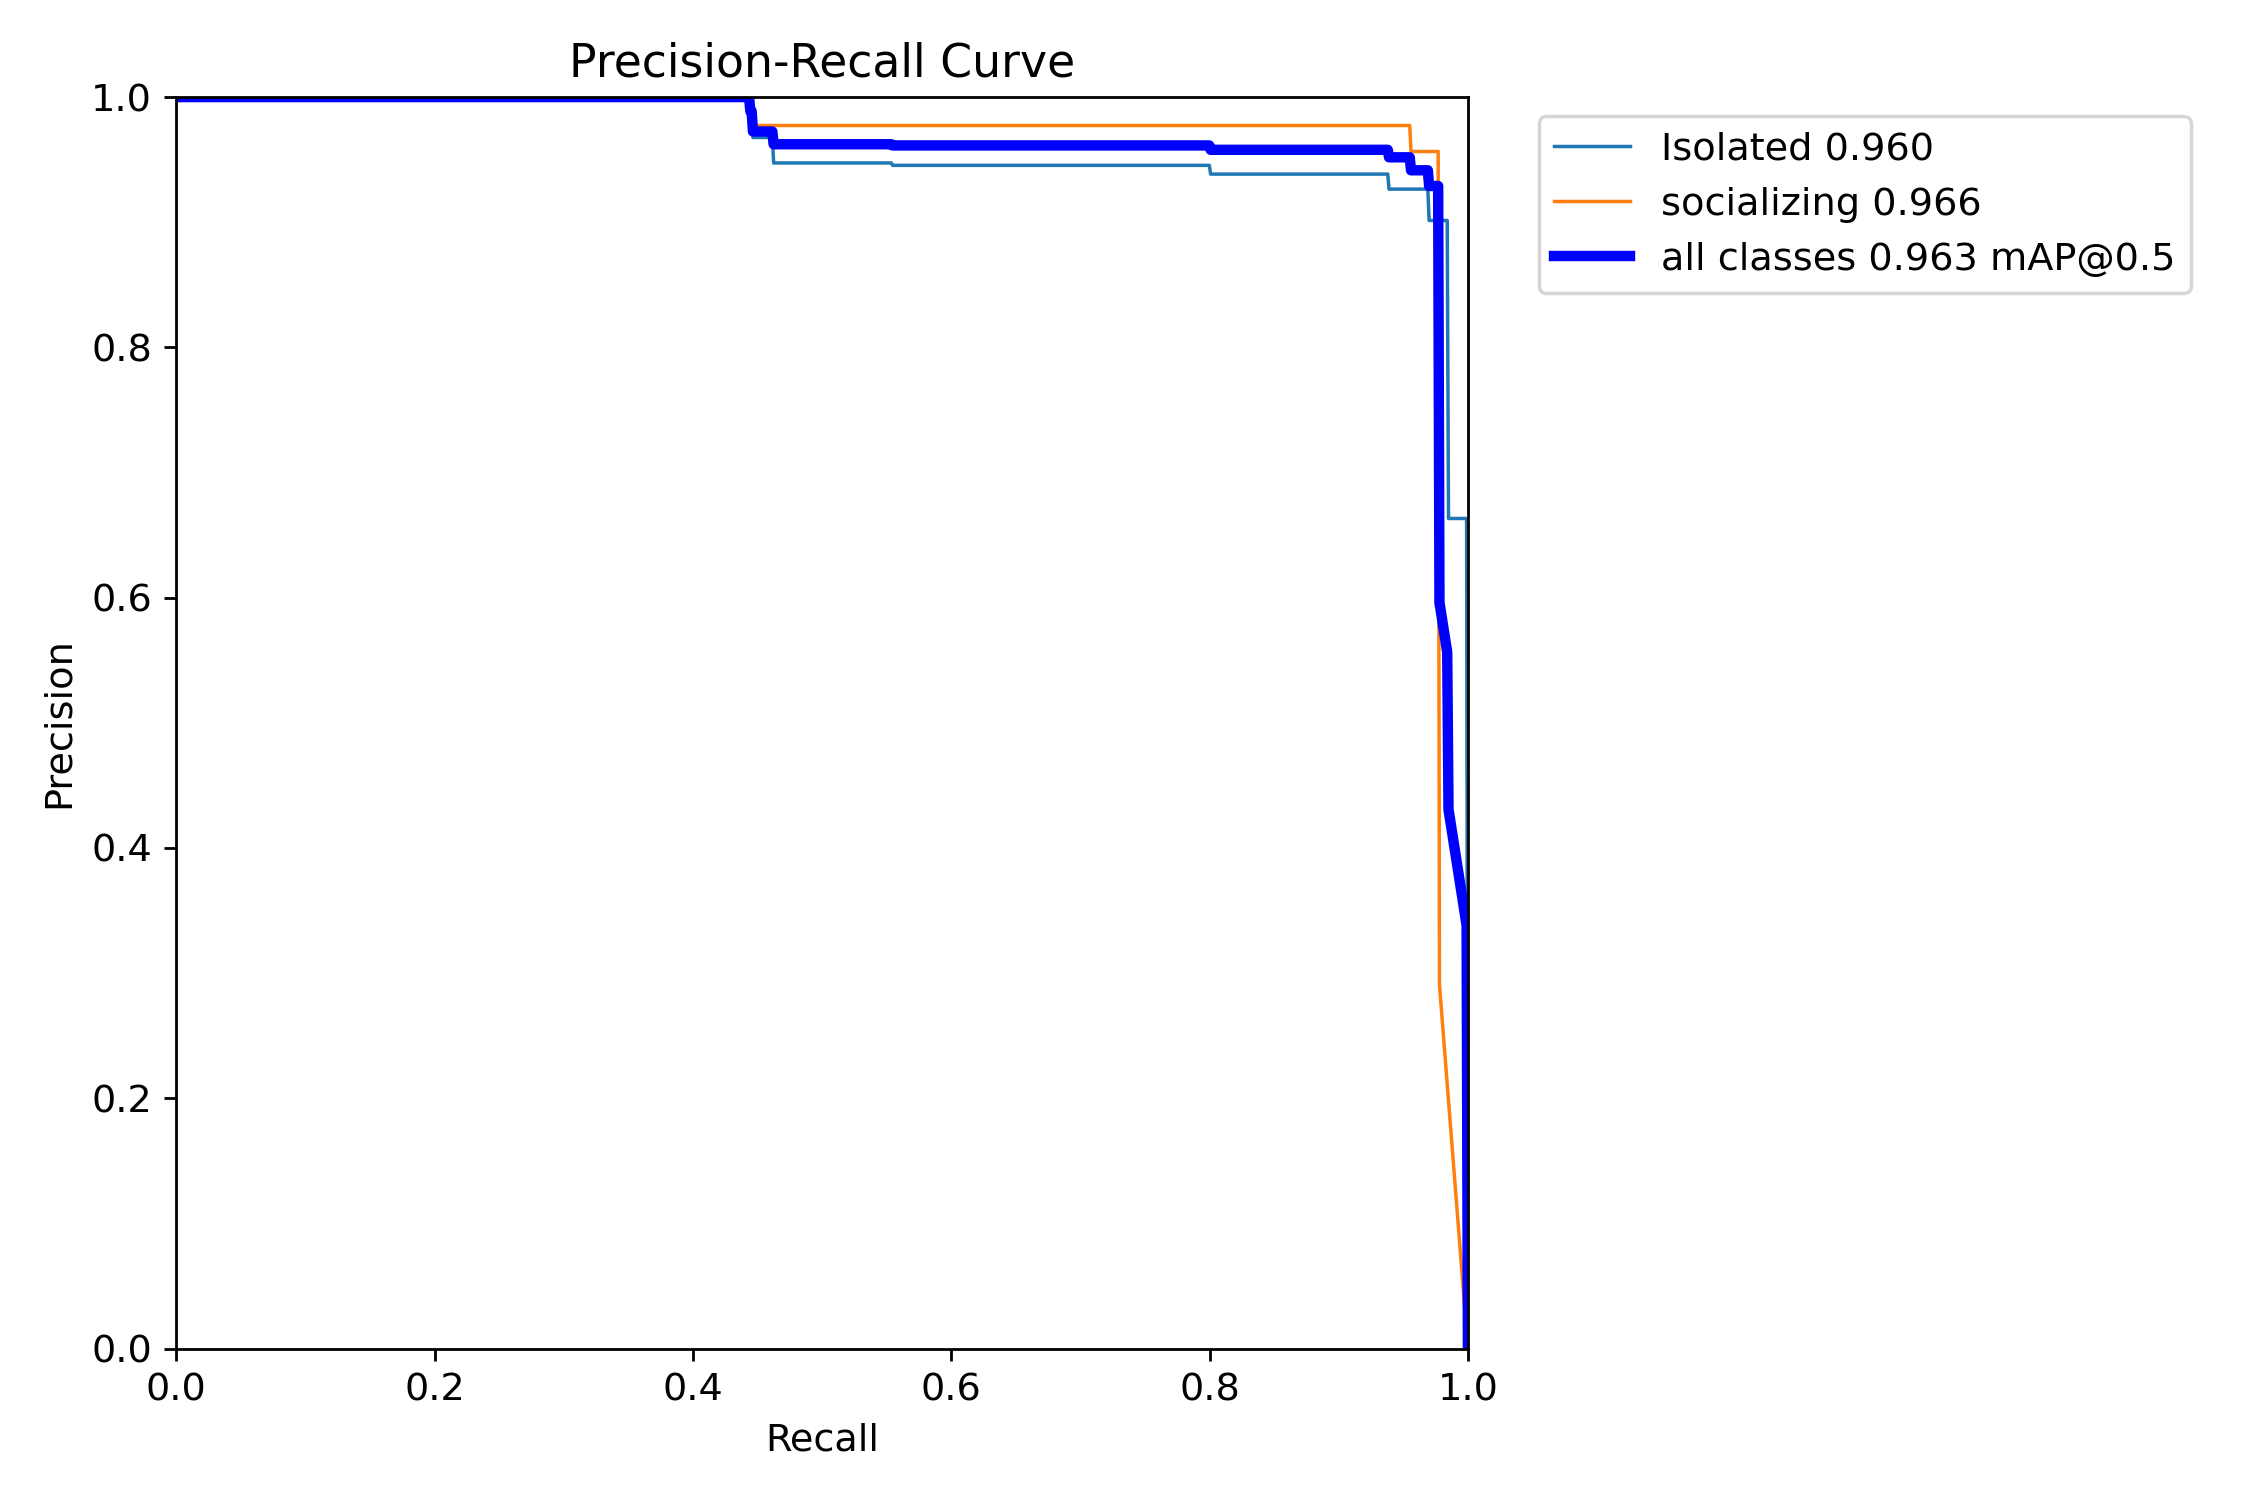 Precision-Recall Curve
1.0
0.8
0.6
0.4
0.2
0.0
Precision
0.0 0.2 0.4 0.6 0.8 1.0
Recall
Isolated 0.960
socializing 0.966
all classes 0.963 mAP@0.5